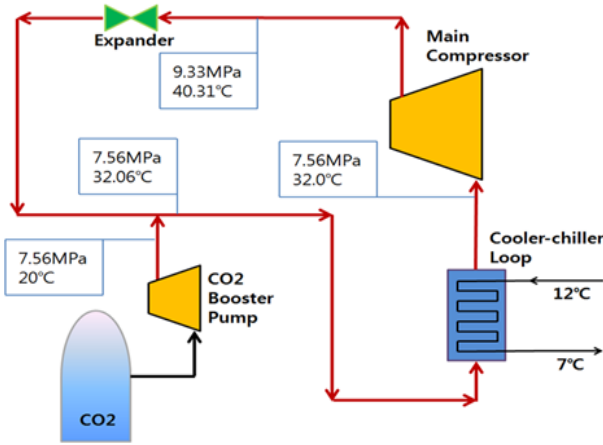 Expander
Main
Compressor
9.33MPa
40.31℃
7.56MPa
32.06℃
7.56MPa
32.0℃
7.56MPa
20℃
CO2
Booster
Pump
Cooler-chiller
Loop
12℃
7℃
CO2